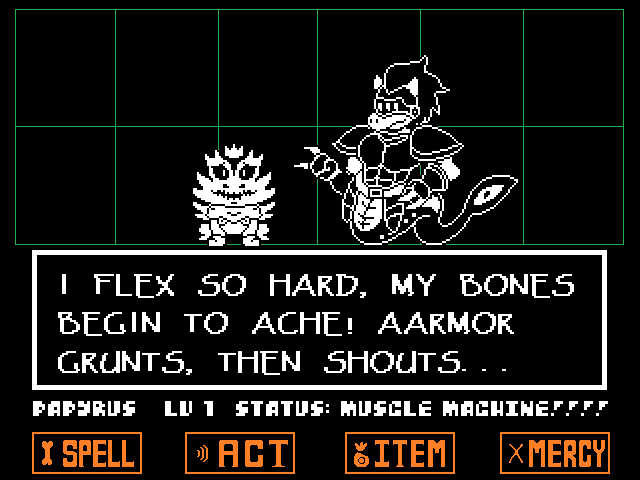 I FLEX SO HARD, MY BONES
BEGIN TO ACHE! AARMOR
GRUNTS, THEN SHOUTS...
PAPYRUS LV 1 STATUS: MUSCLE MACHINE!!!!
SPELL ACT ITEM MERCY